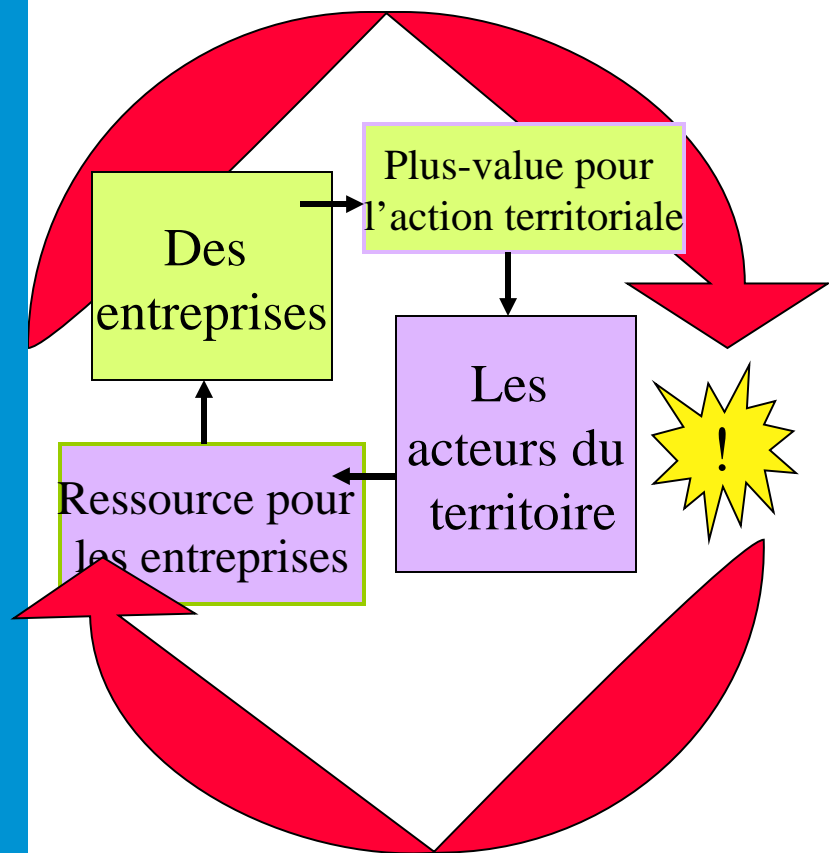 Plus-value pour
l’action territoriale
Des
entreprises
Les
acteurs du
territoire
!
Ressource pour
les entreprises